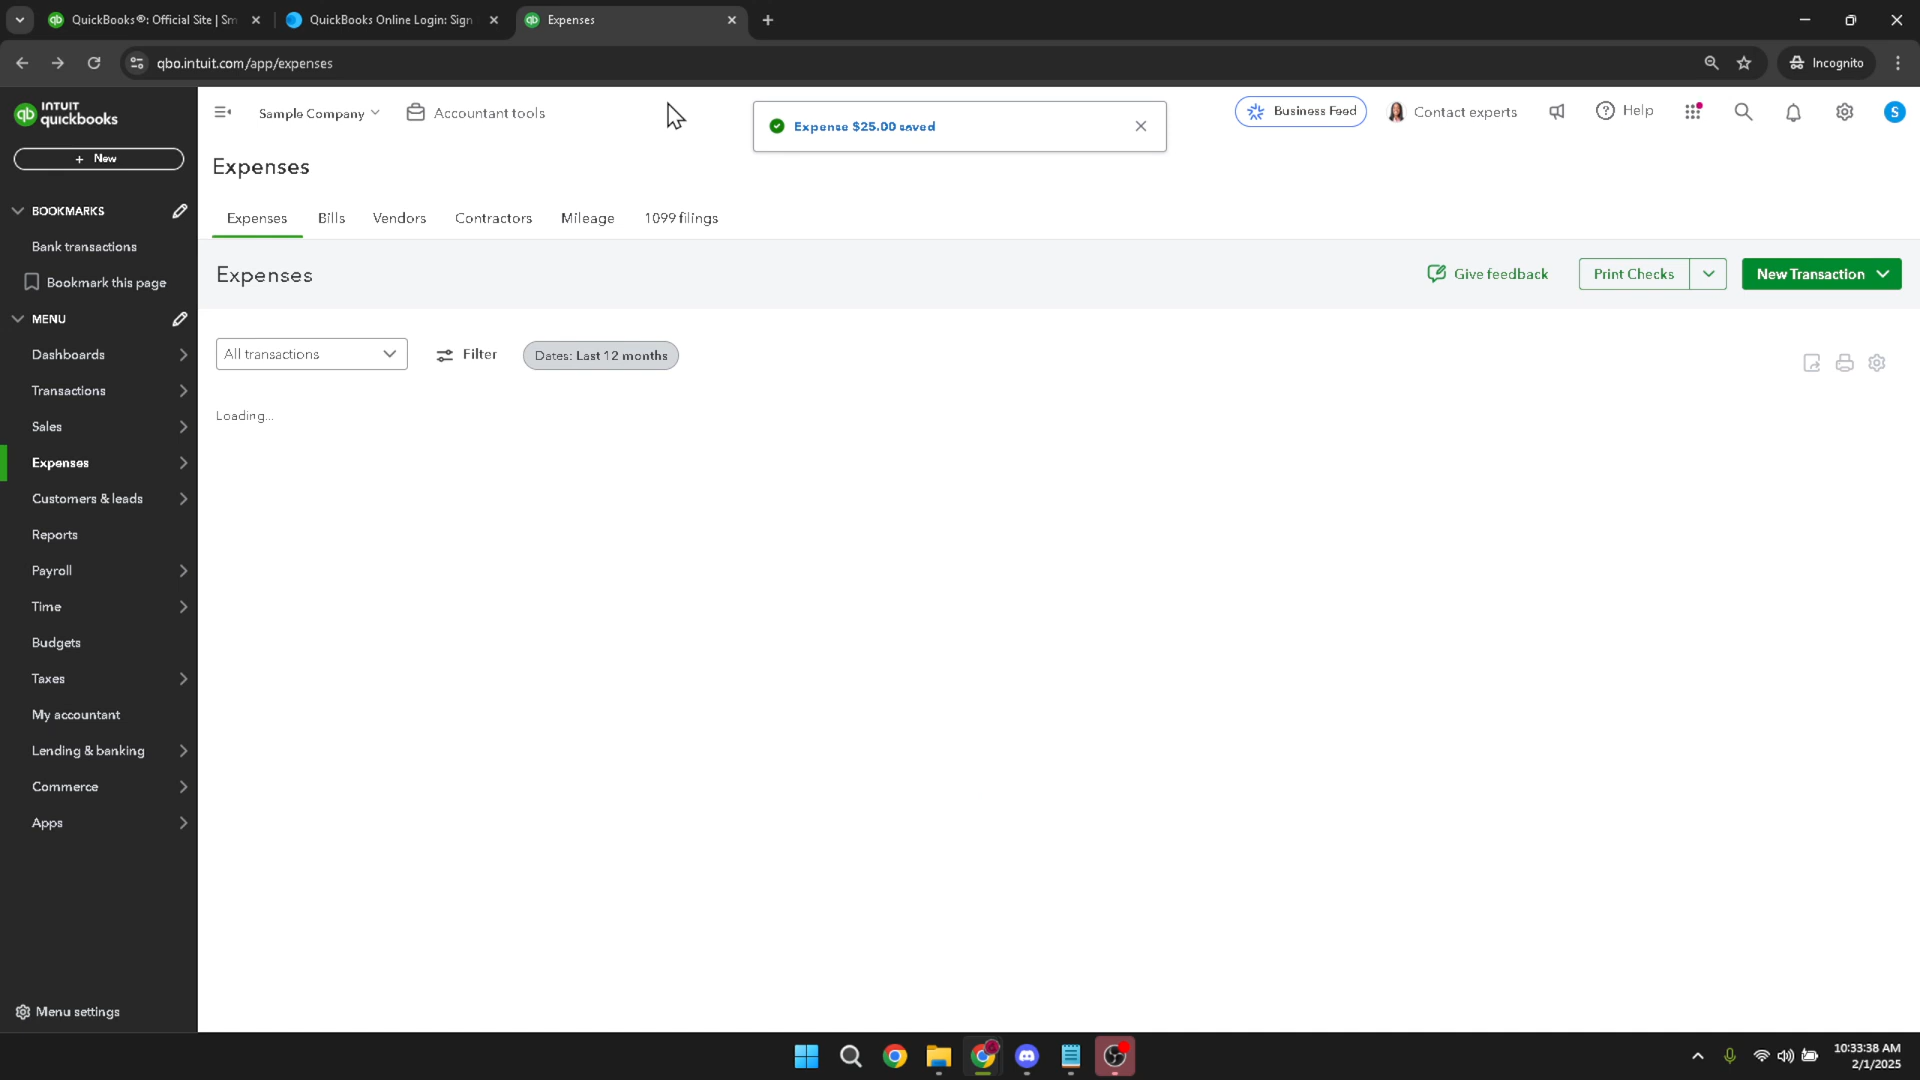 QuickBooks®: Official Site | Sm
QuickBooks Online Login: Sign
Expenses
qbo.intuit.com/app/expenses
Incognito
INTUIT
quickbooks
Sample Company
Accountant tools
Expense $25.00 saved
Business Feed
Contact experts
Help
S
+ New
Expenses
BOOKMARKS
Bank transactions
Bookmark this page
MENU
Dashboards
Transactions
Sales
Expenses
Customers & leads
Reports
Payroll
Time
Budgets
Taxes
My accountant
Lending & banking
Commerce
Apps
Menu settings
Expenses Bills Vendors Contractors Mileage 1099 filings
Expenses
Give feedback
Print Checks
New Transaction
All transactions
Filter
Dates: Last 12 months
Loading...
10:33:38 AM
2/1/2025